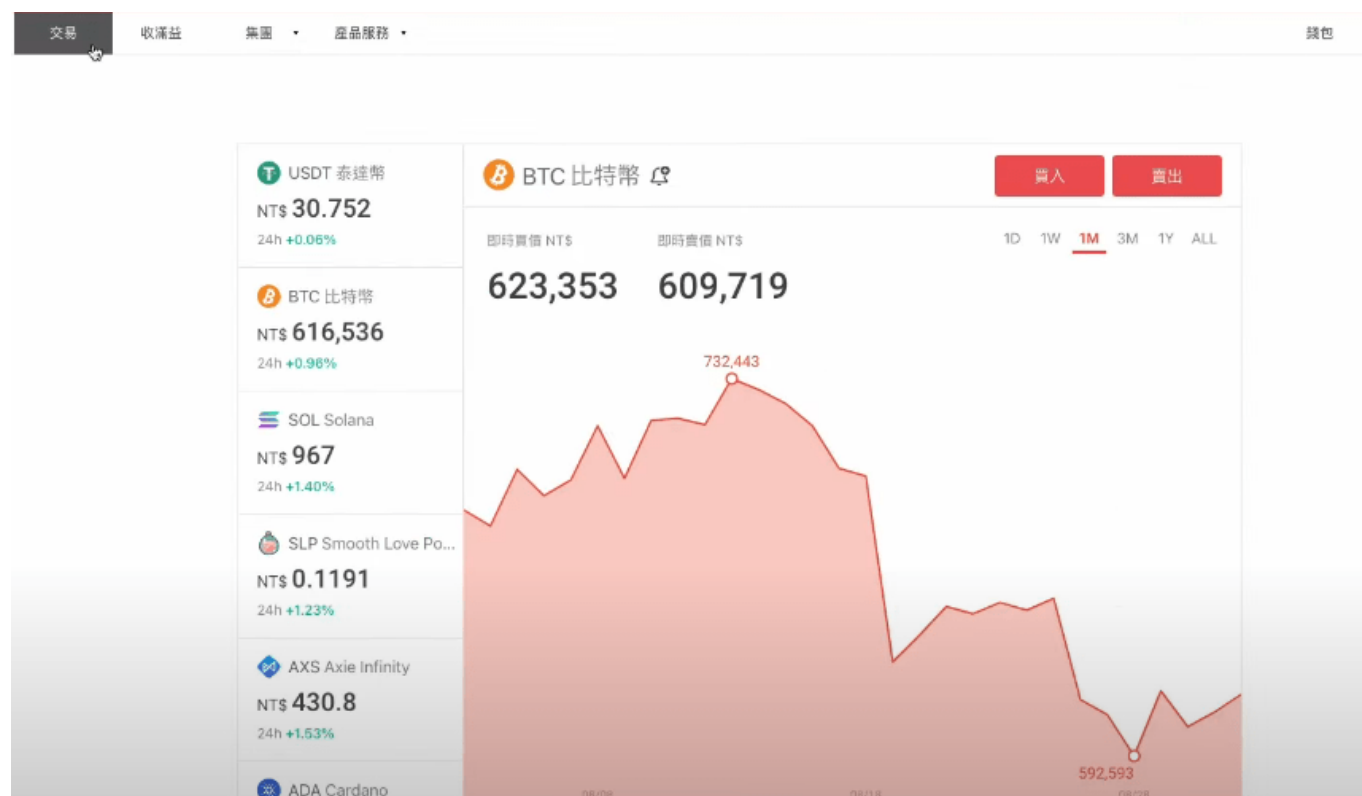 交易 收滿益 集團 產品服務 錢包
USDT 泰達幣
NT$ 30.752
24h +0.06%
BTC 比特幣
NT$ 616,536
24h +0.96%
SOL Solana
NT$ 967
24h +1.40%
SLP Smooth Love Po...
NT$ 0.1191
24h +1.23%
AXS Axie Infinity
NT$ 430.8
24h +1.53%
ADA Cardano
BTC 比特幣
買入 賣出
即時買價 NT$ 即時賣價 NT$
1D 1W 1M 3M 1Y ALL
623,353 609,719
732,443
592,593